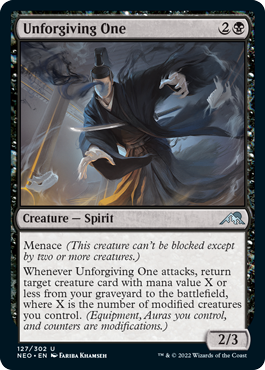 Unforgiving One 2
Creature — Spirit
Menace (This creature can't be blocked except
by two or more creatures.)
Whenever Unforgiving One attacks, return
target creature card with mana value X or
less from your graveyard to the battlefield,
where X is the number of modified creatures
you control. (Equipment, Auras you control,
and counters are modifications.)
2/3
127/302 U
NEO • EN Fariba Khamseh
™ & © 2022 Wizards of the Coast